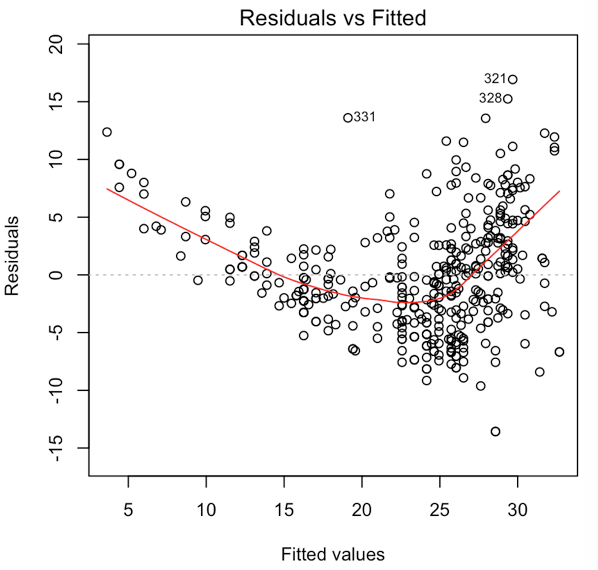 Residuals vs Fitted
20
15
10
5
0
-5
-10
-15
Residuals
321
328
331
5 10 15 20 25 30
Fitted values